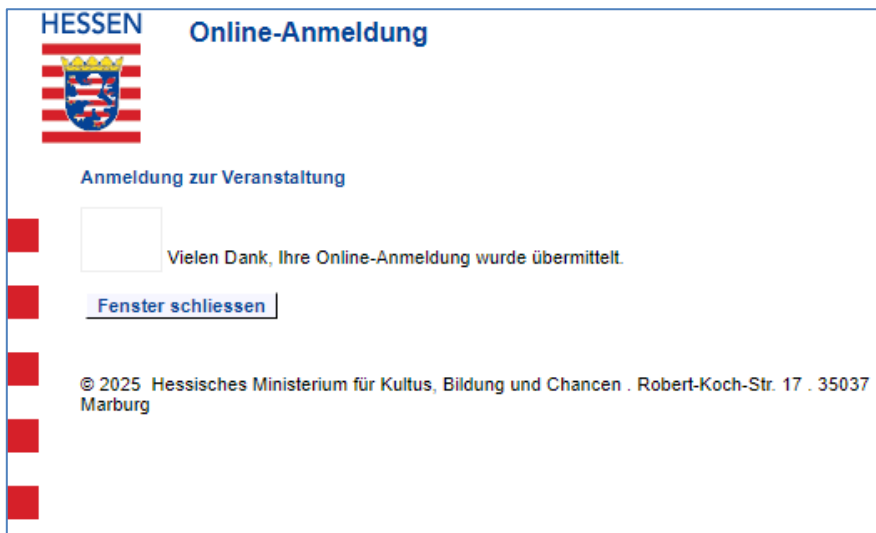 HESSEN
Online-Anmeldung
Anmeldung zur Veranstaltung
Vielen Dank, Ihre Online-Anmeldung wurde übermittelt.
Fenster schliessen
© 2025 Hessisches Ministerium für Kultus, Bildung und Chancen . Robert-Koch-Str. 17 . 35037
Marburg